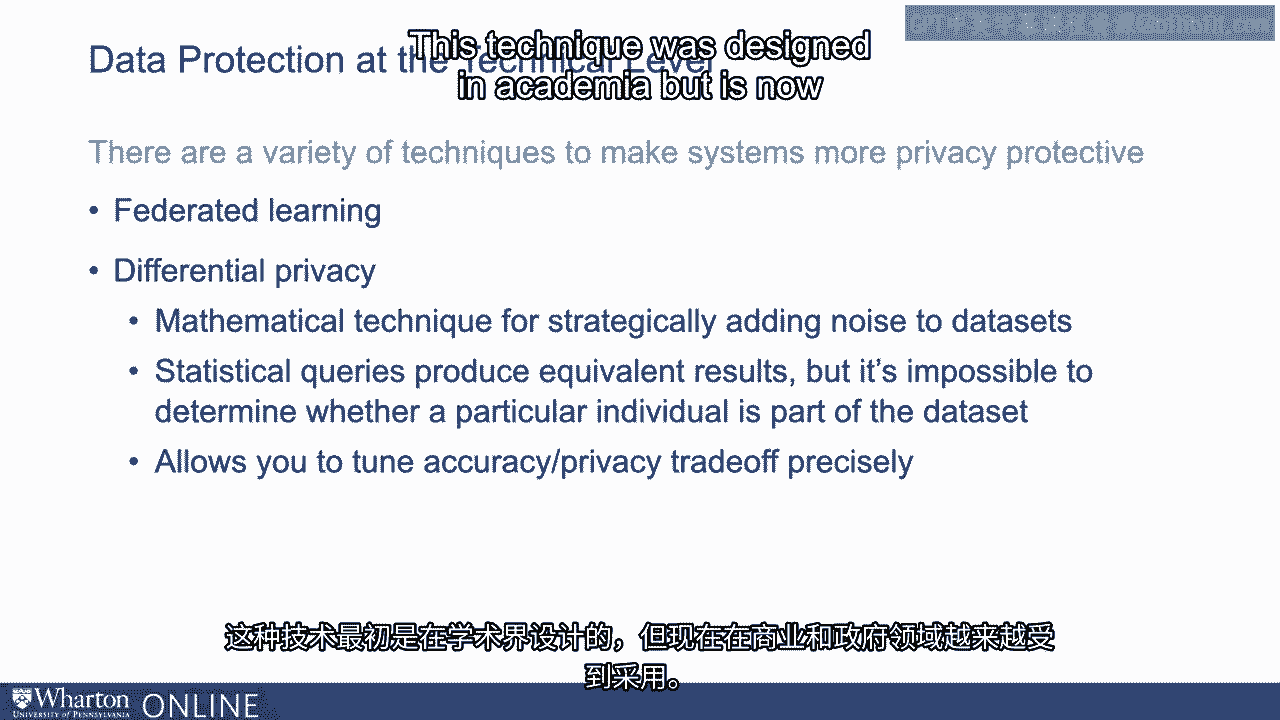 This technique was designed
in academia but is now
Data Protection at the Technical Level
There are a variety of techniques to make systems more privacy protective
• Federated learning
• Differential privacy
• Mathematical technique for strategically adding noise to datasets
• Statistical queries produce equivalent results, but it’s impossible to
determine whether a particular individual is part of the dataset
• Allows you to tune accuracy/privacy tradeoff precisely
这种技术最初是在学术界设计的，但现在在商业和政府领域越来越受
到采用。
Wharton ONLINE
UNIVERSITY of PENNSYLVANIA